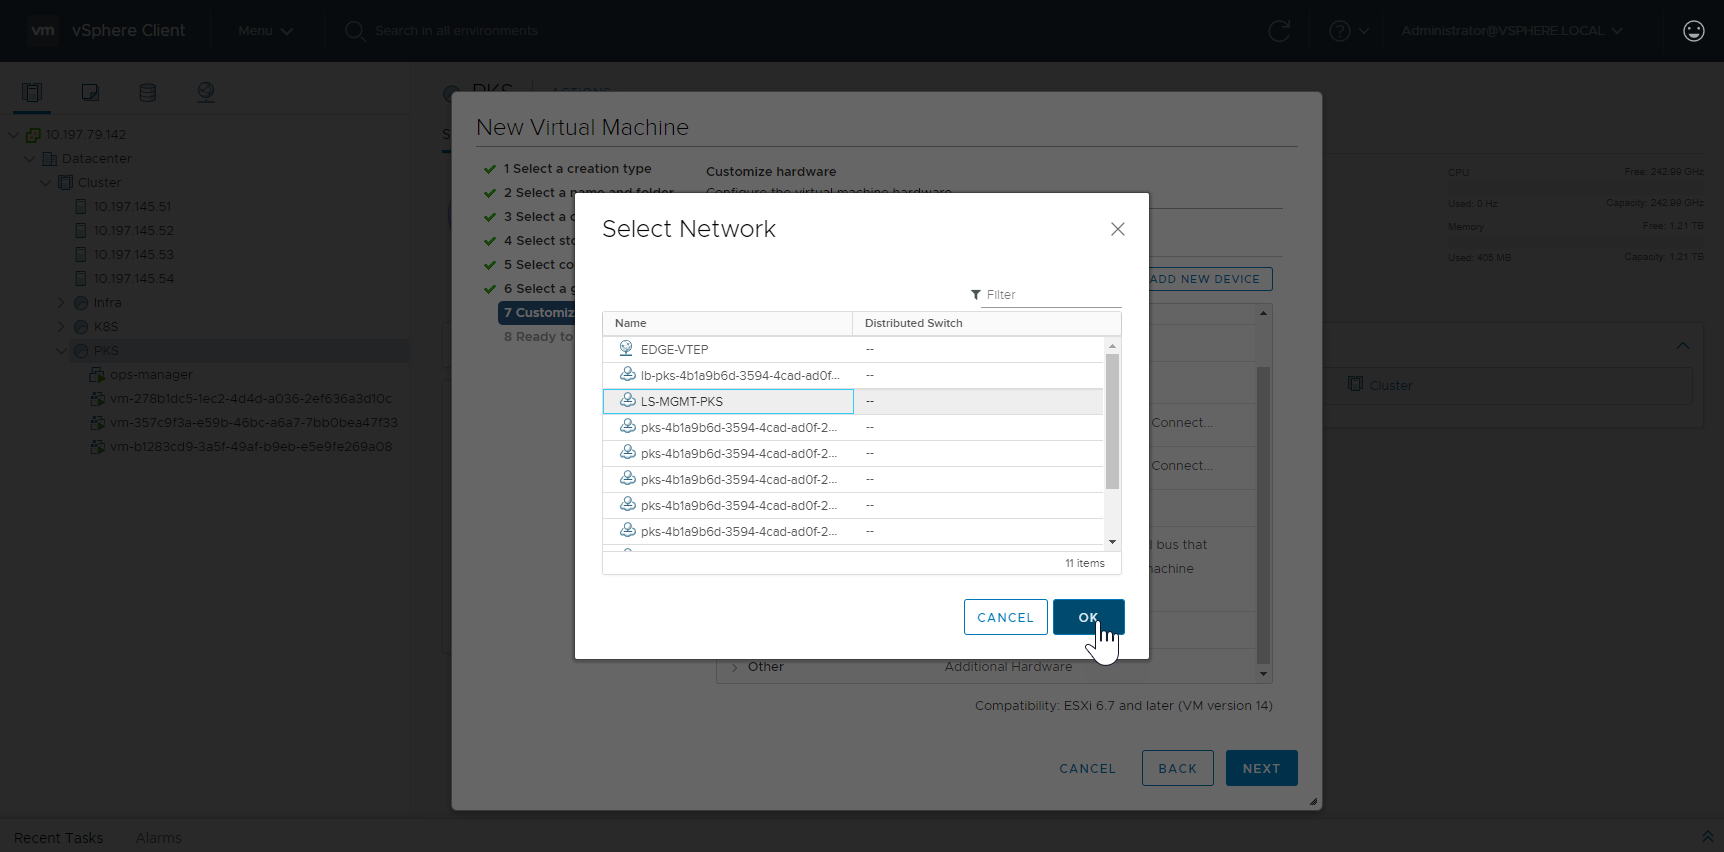 vm vSphere Client Menu Search in all environments Administrator@VSPHERE.LOCAL
PKS ACTIONS
10.197.79.142
Datacenter
Cluster
10.197.145.51
10.197.145.52
10.197.145.53
10.197.145.54
Infra
K8S
PKS
ops-manager
vm-278b1dc5-1ec2-4d4d-a036-2ef636a3d10c
vm-357c9f3a-e59b-46bc-a6a7-7bb0bea47f33
vm-b1283cd9-3a5f-49af-b9eb-e5e9fe269a08
New Virtual Machine
1 Select a creation type
2 Select a name and folder
3 Select a c
4 Select sto
5 Select co
6 Select a g
7 Customiz
8 Ready to
Customize hardware
Configure the virtual machine hardware
ADD NEW DEVICE
Select Network
Filter
Name Distributed Switch
EDGE-VTEP --
lb-pks-4b1a9b6d-3594-4cad-ad0f... --
LS-MGMT-PKS --
pks-4b1a9b6d-3594-4cad-ad0f-2... --
pks-4b1a9b6d-3594-4cad-ad0f-2... --
pks-4b1a9b6d-3594-4cad-ad0f-2... --
pks-4b1a9b6d-3594-4cad-ad0f-2... --
pks-4b1a9b6d-3594-4cad-ad0f-2... --
11 items
CANCEL OK
Connect...
Connect...
bus that
machine
Other Additional Hardware
Compatibility: ESXi 6.7 and later (VM version 14)
CANCEL BACK NEXT
CPU Free: 242.99 GHz
Used: 0 Hz Capacity: 242.99 GHz
Memory Free: 1.21 TB
Used: 405 MB Capacity: 1.21 TB
Cluster
Recent Tasks Alarms